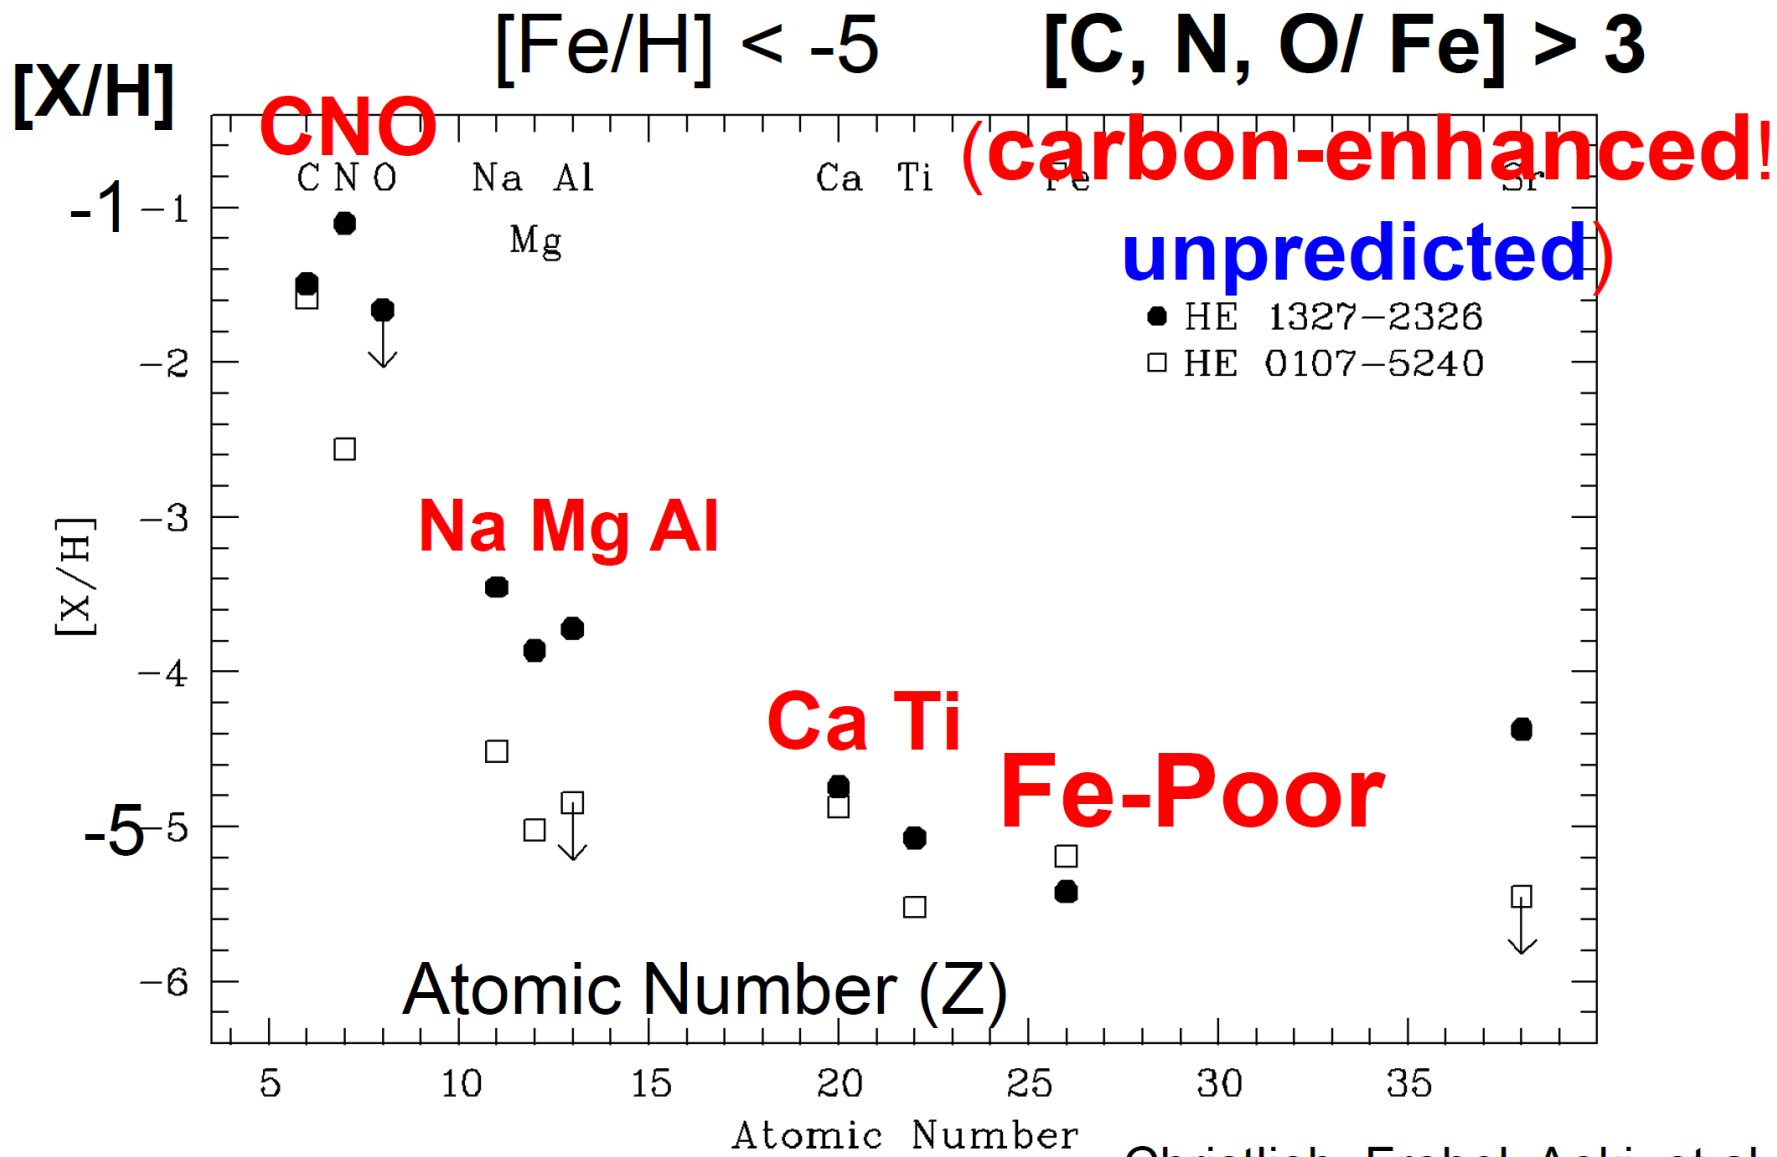 [Fe/H] < -5 [C, N, O/ Fe] > 3
[X/H]
CNO (carbon-enhanced!
C N O Na Al Ca Ti Fe Sr
Mg
unpredicted)
HE 1327-2326
HE 0107-5240
-1 -1
-2
-3
-4
-5 -5
-6
[X/H]
Na Mg Al
Ca Ti
Fe-Poor
Atomic Number (Z)
5 10 15 20 25 30 35
Atomic Number